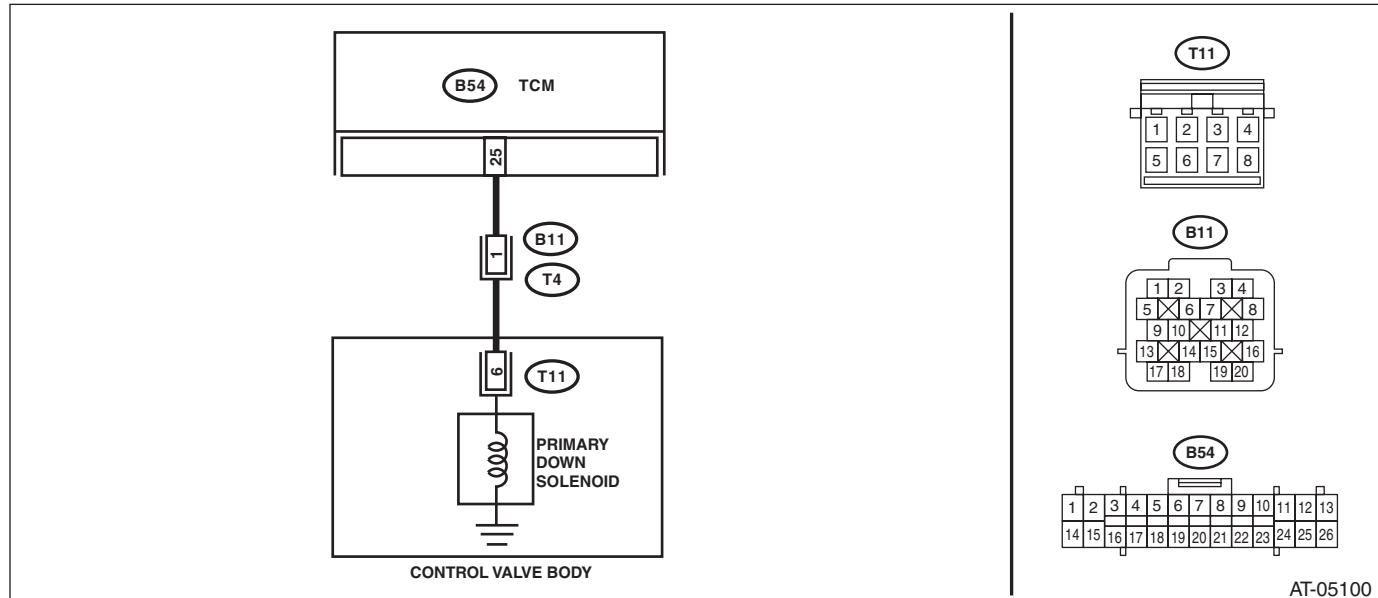 B54 TCM
25
1
B11
T4
6
T11
PRIMARY
DOWN
SOLENOID
CONTROL VALVE BODY
T11
1 2 3 4
5 6 7 8
B11
1 2 3 4
5 6 7 8
9 10 11 12
13 14 15 16
17 18 19 20
B54
1 2 3 4 5 6 7 8 9 10 11 12 13
14 15 16 17 18 19 20 21 22 23 24 25 26
AT-05100